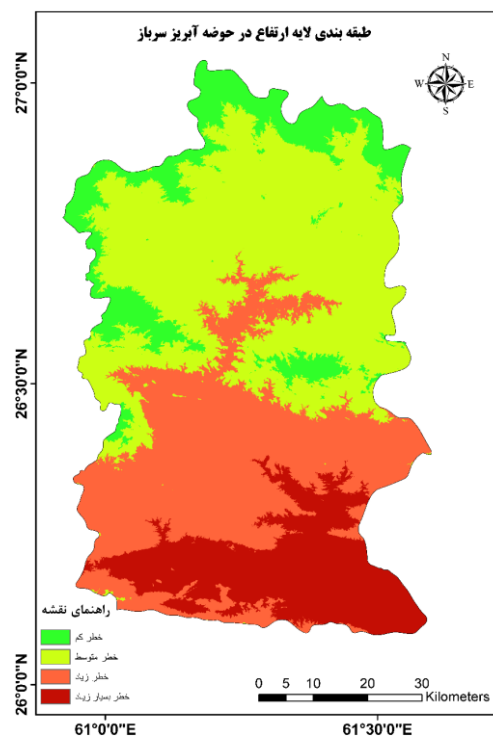 طبقه بندی لایه ارتفاع در حوضه آبریز سرباز
N
W E
S
27°0'0"N
26°30'0"N
26°0'0"N
راهنمای نقشه
خطر کم
خطر متوسط
خطر زیاد
خطر بسیار زیاد
0 5 10 20 30
Kilometers
61°0'0"E 61°30'0"E